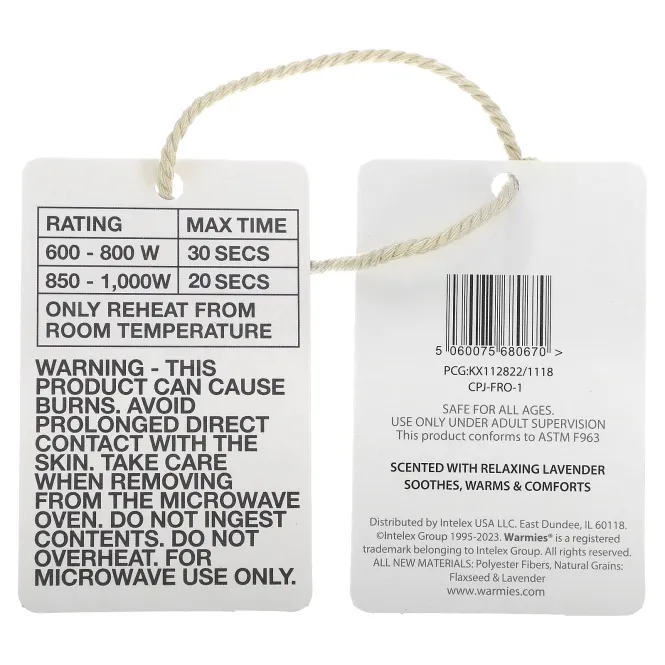 RATING MAX TIME
600 - 800 W 30 SECS
850 - 1,000W 20 SECS
ONLY REHEAT FROM
ROOM TEMPERATURE
WARNING - THIS
PRODUCT CAN CAUSE
BURNS. AVOID
PROLONGED DIRECT
CONTACT WITH THE
SKIN. TAKE CARE
WHEN REMOVING
FROM THE MICROWAVE
OVEN. DO NOT INGEST
CONTENTS. DO NOT
OVERHEAT. FOR
MICROWAVE USE ONLY.
5 060075 680670 >
PCG:KX112822/1118
CPJ-FRO-1
SAFE FOR ALL AGES.
USE ONLY UNDER ADULT SUPERVISION
This product conforms to ASTM F963
SCENTED WITH RELAXING LAVENDER
SOOTHES, WARMS & COMFORTS
Distributed by Intelex USA LLC. East Dundee, IL 60118.
©Intelex Group 1995-2023. Warmies® is a registered
trademark belonging to Intelex Group. All rights reserved.
ALL NEW MATERIALS: Polyester Fibers, Natural Grains:
Flaxseed & Lavender
www.warmies.com